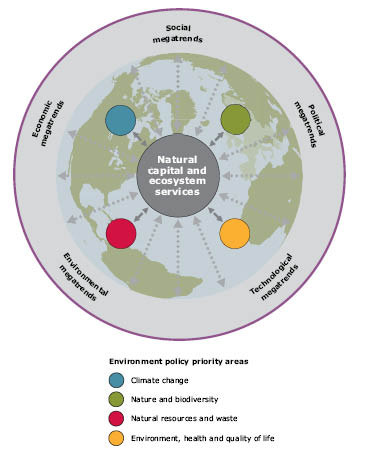 Social
megatrends
Economic
megatrends
Political
megatrends
Natural
capital and
ecosystem
services
Environmental
megatrends
Technological
megatrends
Environment policy priority areas
Climate change
Nature and biodiversity
Natural resources and waste
Environment, health and quality of life